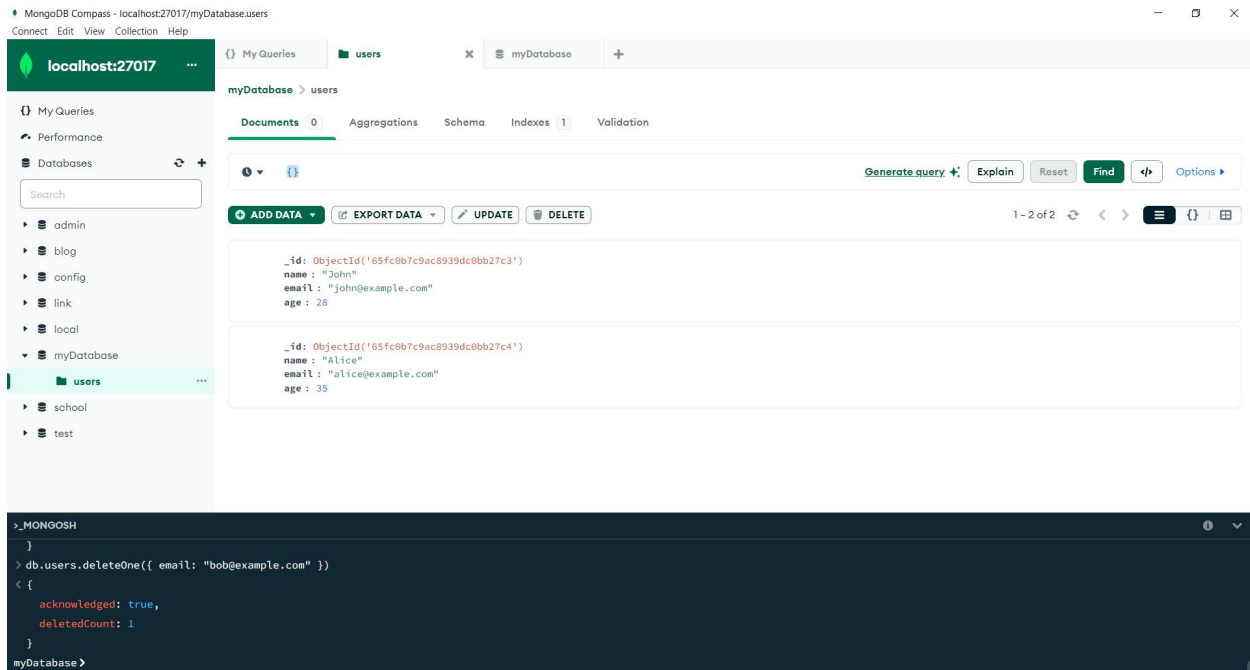 MongoDB Compass - localhost:27017/myDatabase.users
Connect Edit View Collection Help
localhost:27017 ...
{} My Queries users myDatabase
myDatabase > users
{} My Queries
Performance
Databases
Search
admin
blog
config
link
local
myDatabase
users ...
school
test
Documents 0 Aggregations Schema Indexes 1 Validation
{} Generate query Explain Reset Find </> Options
ADD DATA EXPORT DATA UPDATE DELETE 1 – 2 of 2 {}
_id: ObjectId('65fc0b7c9ac8939dc0bb27c3')
name : "John"
email : "john@example.com"
age : 28
_id: ObjectId('65fc0b7c9ac8939dc0bb27c4')
name : "Alice"
email : "alice@example.com"
age : 35
>_MONGOSH
}
> db.users.deleteOne({ email: "bob@example.com" })
< {
acknowledged: true,
deletedCount: 1
}
myDatabase>